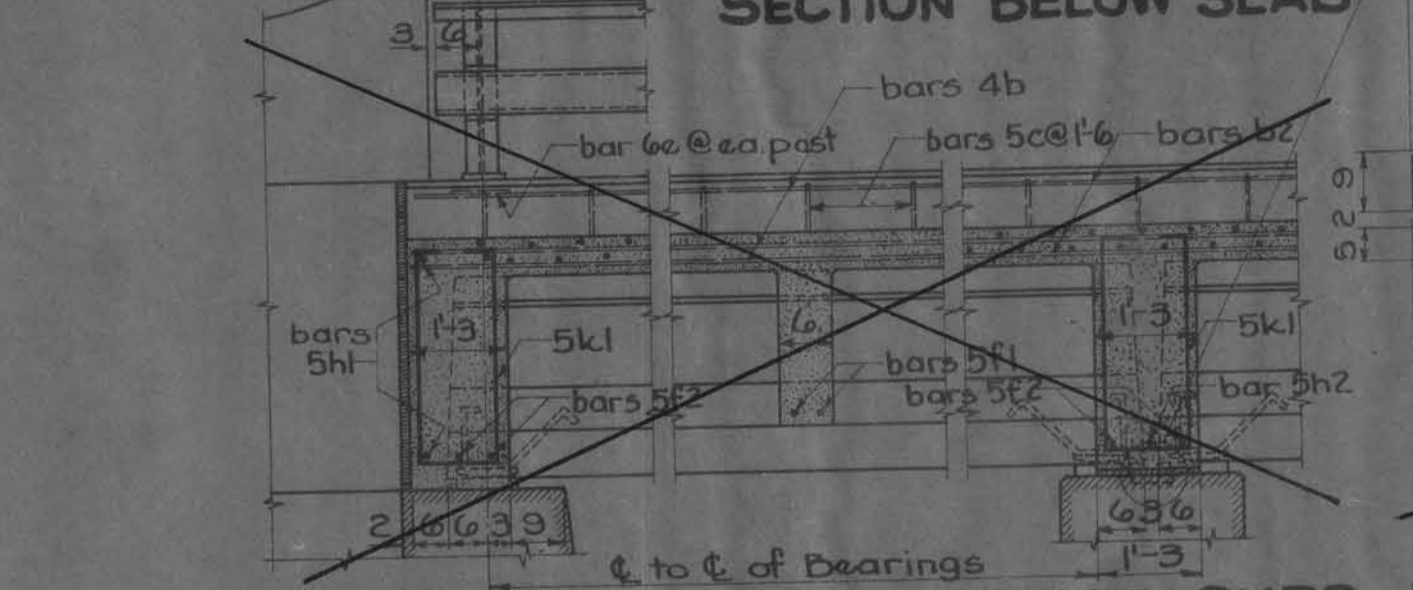 SECTION BELOW SLAB
3 6
bars 4b
bar 6e @ ea. post
bars 5c @ 1'-6
bars b2
9
2
5
bars
5h1
1'-3
5k1
6
1'-3
5k1
bars 5f1
bars 5f2
bars 5f2
bar 5h2
2 6 6 3 9
6 3 6
℄ to ℄ of Bearings
1'-3